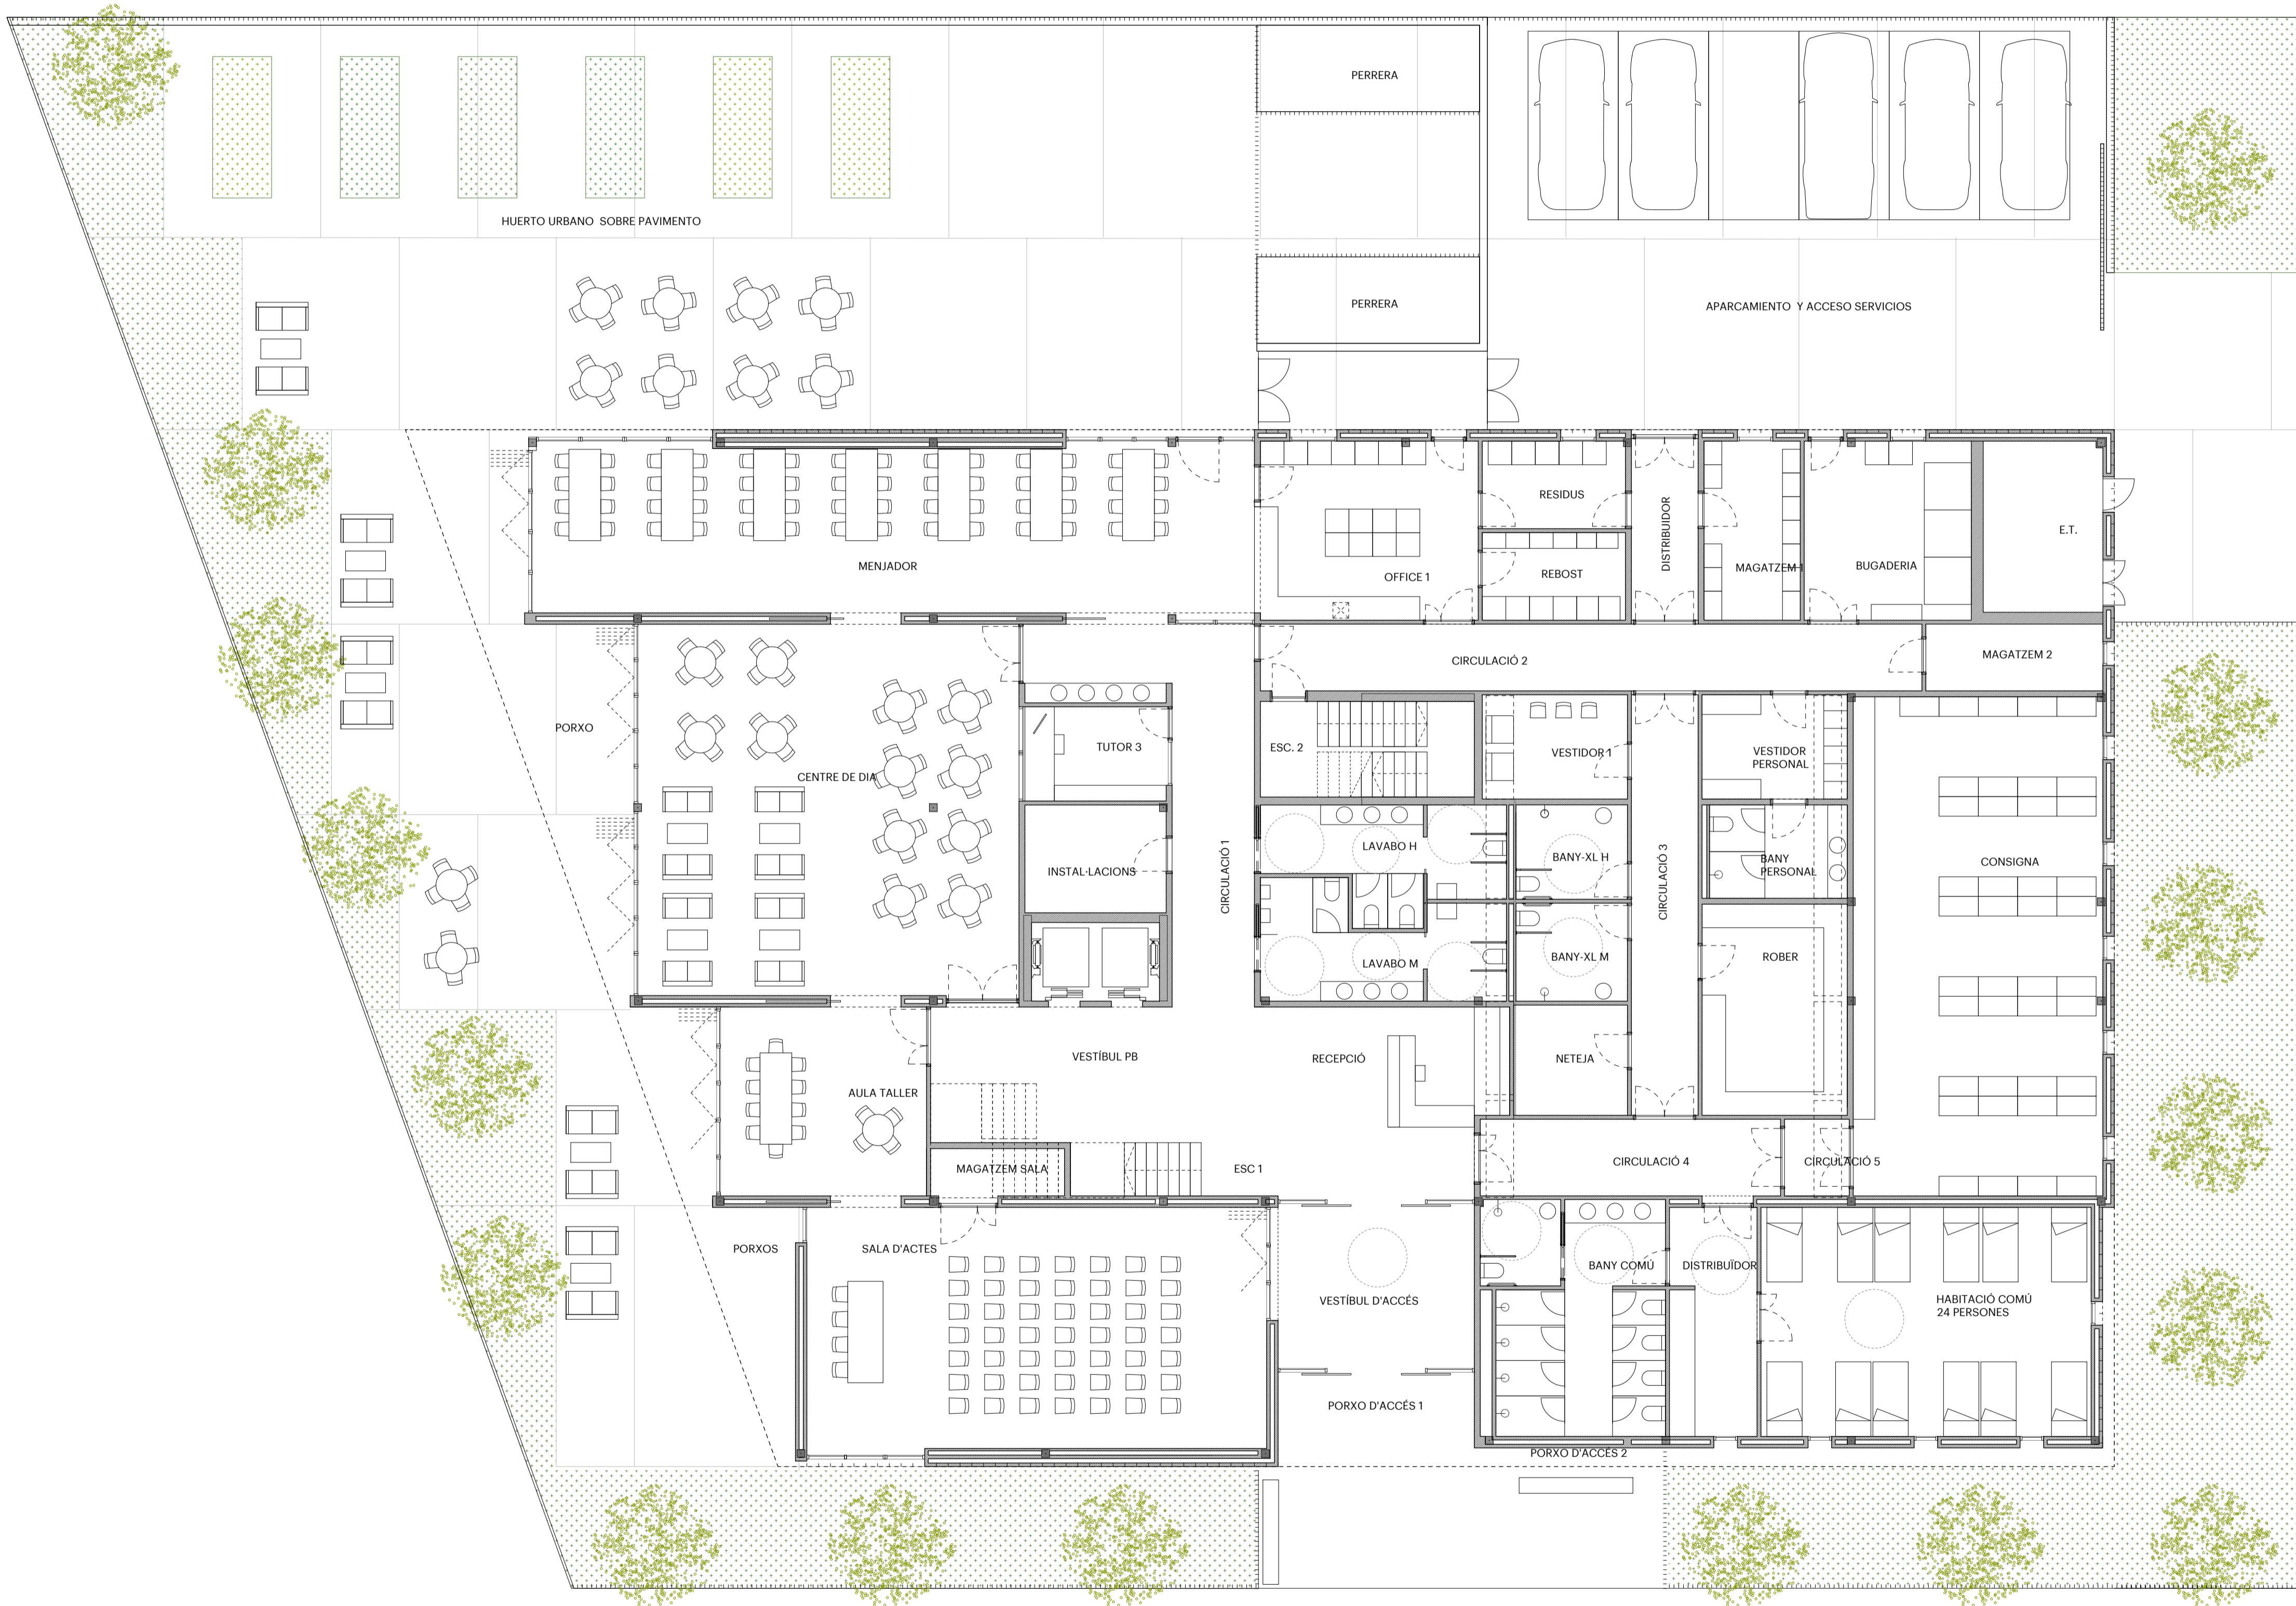 PERRERA
HUERTO URBANO  SOBRE PAVIMENTO
PERRERA
APARCAMIENTO  Y ACCESO SERVICIOS
RESIDUS
DISTRIBUIDOR
E.T.
MENJADOR
OFFICE 1
REBOST
MAGATZEM 1
BUGADERIA
CIRCULACIÓ 2
MAGATZEM 2
PORXO
TUTOR 3
ESC. 2
VESTIDOR 1
VESTIDOR
PERSONAL
CENTRE DE DIA
LAVABO H
BANY-XL H
BANY
PERSONAL
CONSIGNA
INSTAL·LACIONS
CIRCULACIÓ 1
CIRCULACIÓ 3
LAVABO M
BANY-XL M
ROBER
VESTÍBUL PB
RECEPCIÓ
NETEJA
AULA TALLER
MAGATZEM SALA
ESC 1
CIRCULACIÓ 4
CIRCULACIÓ 5
PORXOS
SALA D'ACTES
BANY COMÚ
DISTRIBUÏDOR
VESTÍBUL D'ACCÉS
HABITACIÓ COMÚ
24 PERSONES
PORXO D'ACCÉS 1
PORXO D'ACCÉS 2